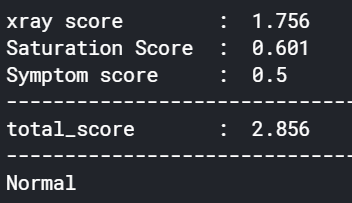 xray score          :  1.756
Saturation Score  :  0.601
Symptom score     :  0.5
------------------------------
total_score         :  2.856
------------------------------
Normal